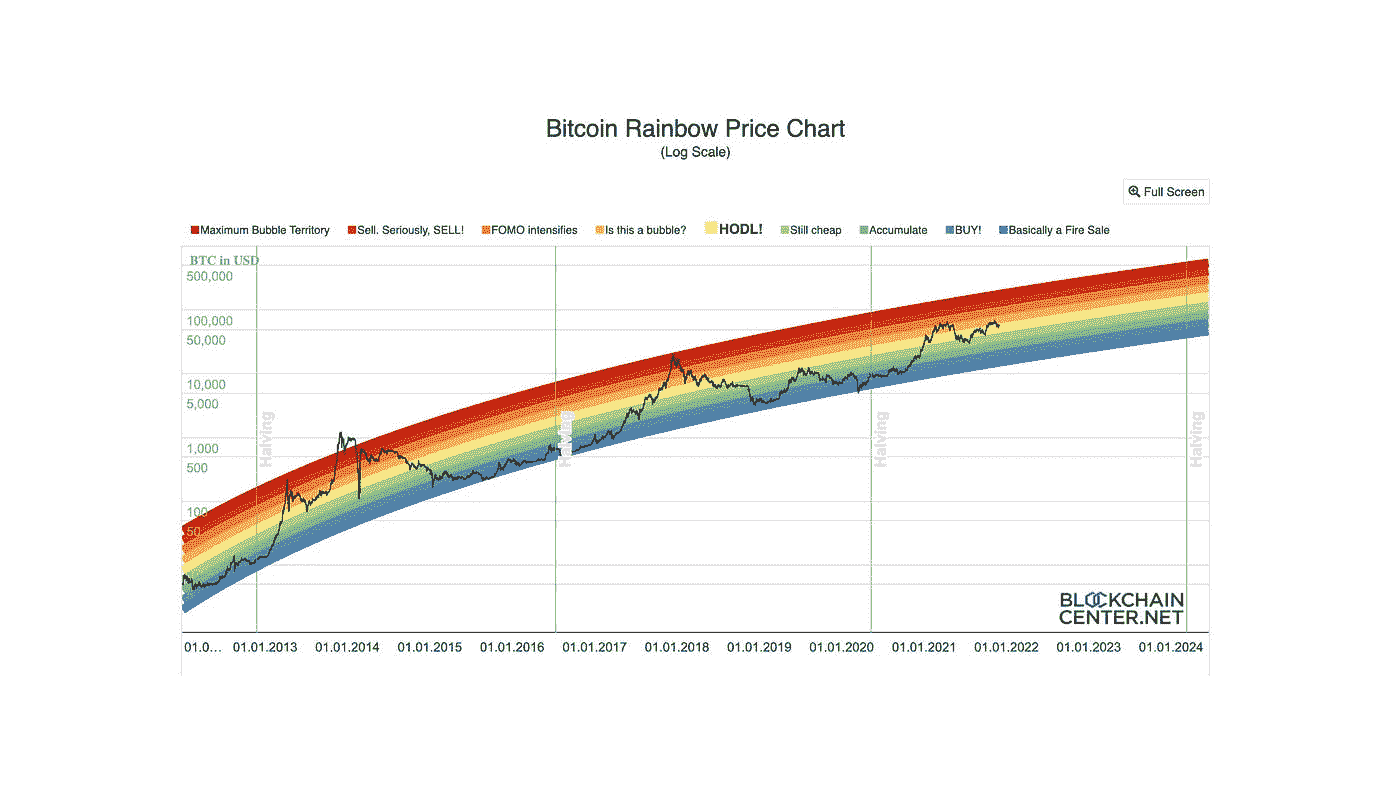 Bitcoin Rainbow Price Chart
(Log Scale)
Full Screen
Maximum Bubble Territory Sell. Seriously, SELL! FOMO intensifies Is this a bubble? HODL! Still cheap Accumulate BUY! Basically a Fire Sale
BTC in USD
500,000
100,000
50,000
10,000
5,000
1,000
500
100
50
Halving
Halving
Halving
Halving
BLOCKCHAIN
CENTER.NET
01.0... 01.01.2013 01.01.2014 01.01.2015 01.01.2016 01.01.2017 01.01.2018 01.01.2019 01.01.2020 01.01.2021 01.01.2022 01.01.2023 01.01.2024